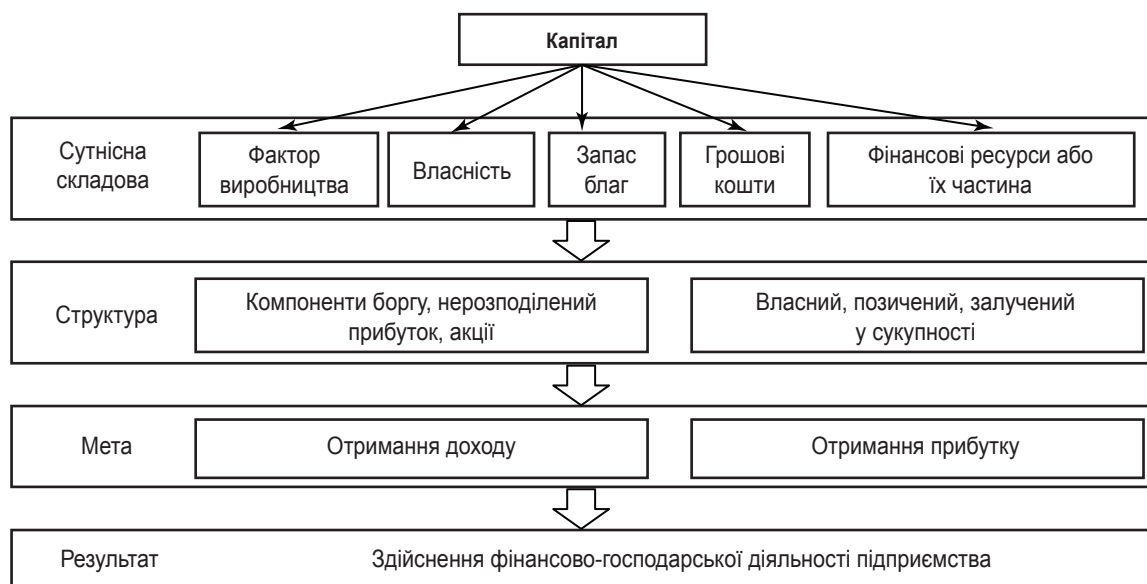 Капітал
Сутнісна
складова
Фактор
виробництва
Власність
Запас
благ
Грошові
кошти
Фінансові ресурси або
їх частина
Структура
Компоненти боргу, нерозподілений
прибуток, акції
Власний, позичений, залучений
у сукупності
Мета
Отримання доходу
Отримання прибутку
Результат
Здійснення фінансово-господарської діяльності підприємства